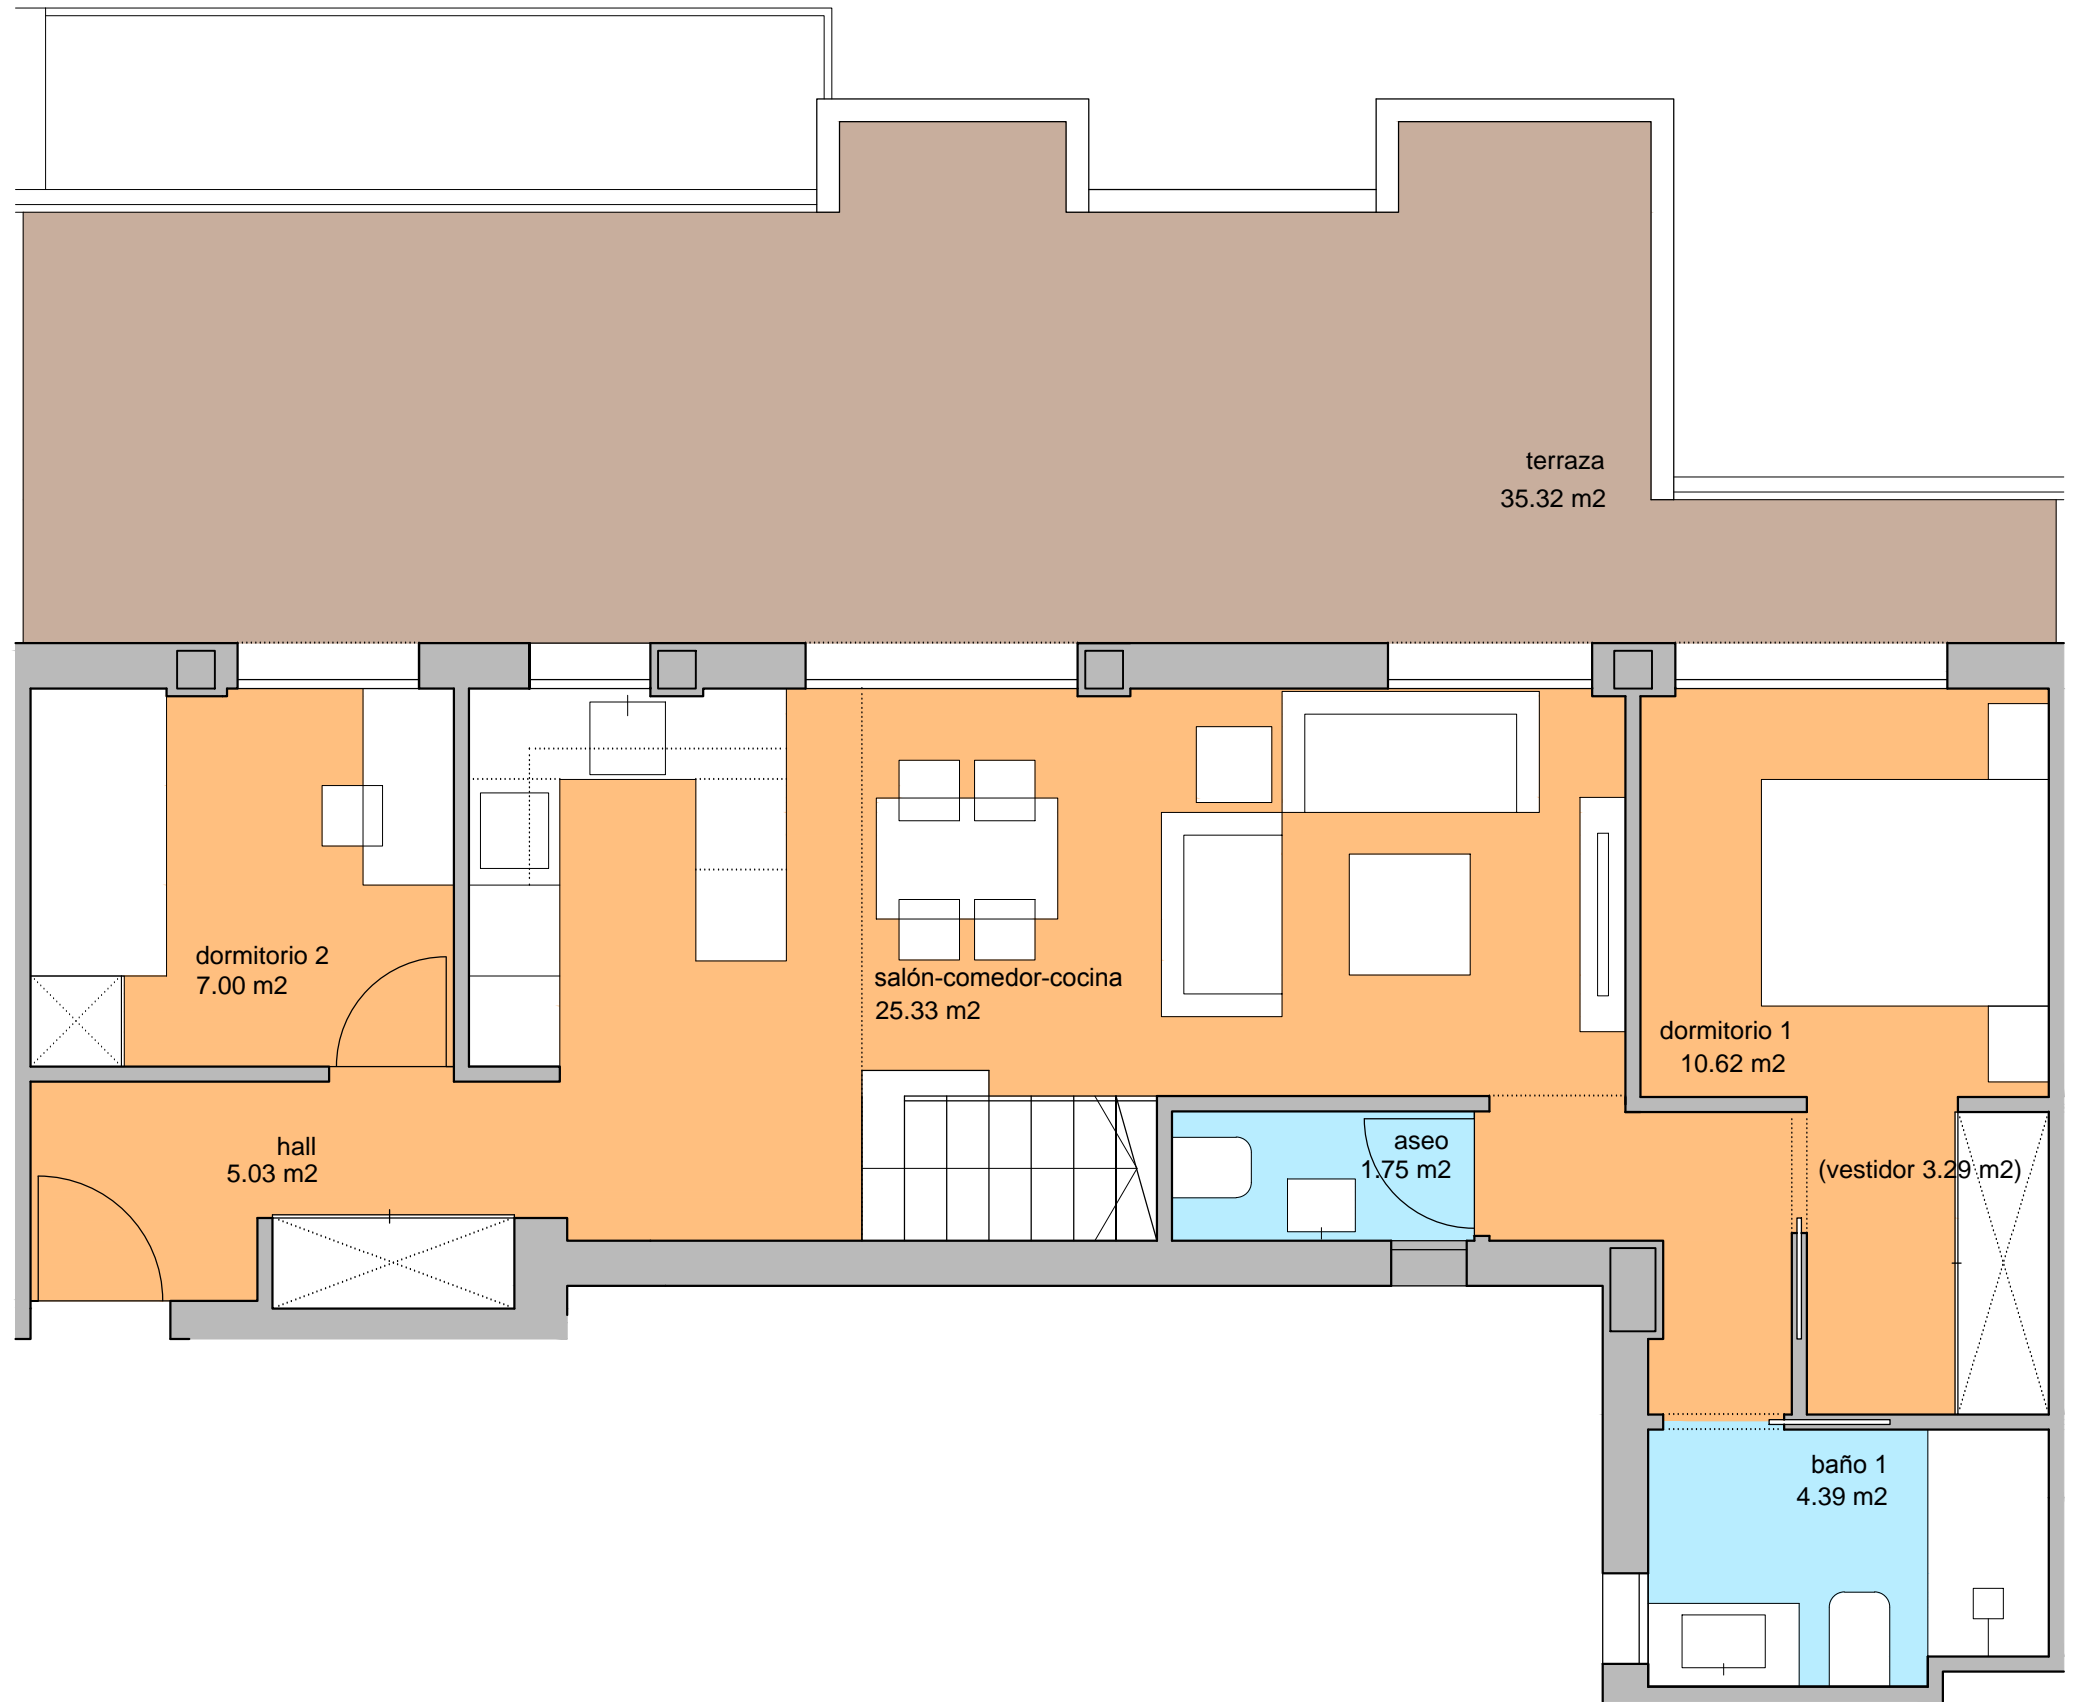 terraza
35.32 m2
dormitorio 2
7.00 m2
salón-comedor-cocina
25.33 m2
dormitorio 1
10.62 m2
hall
5.03 m2
aseo
1.75 m2
(vestidor 3.29 m2)
baño 1
4.39 m2